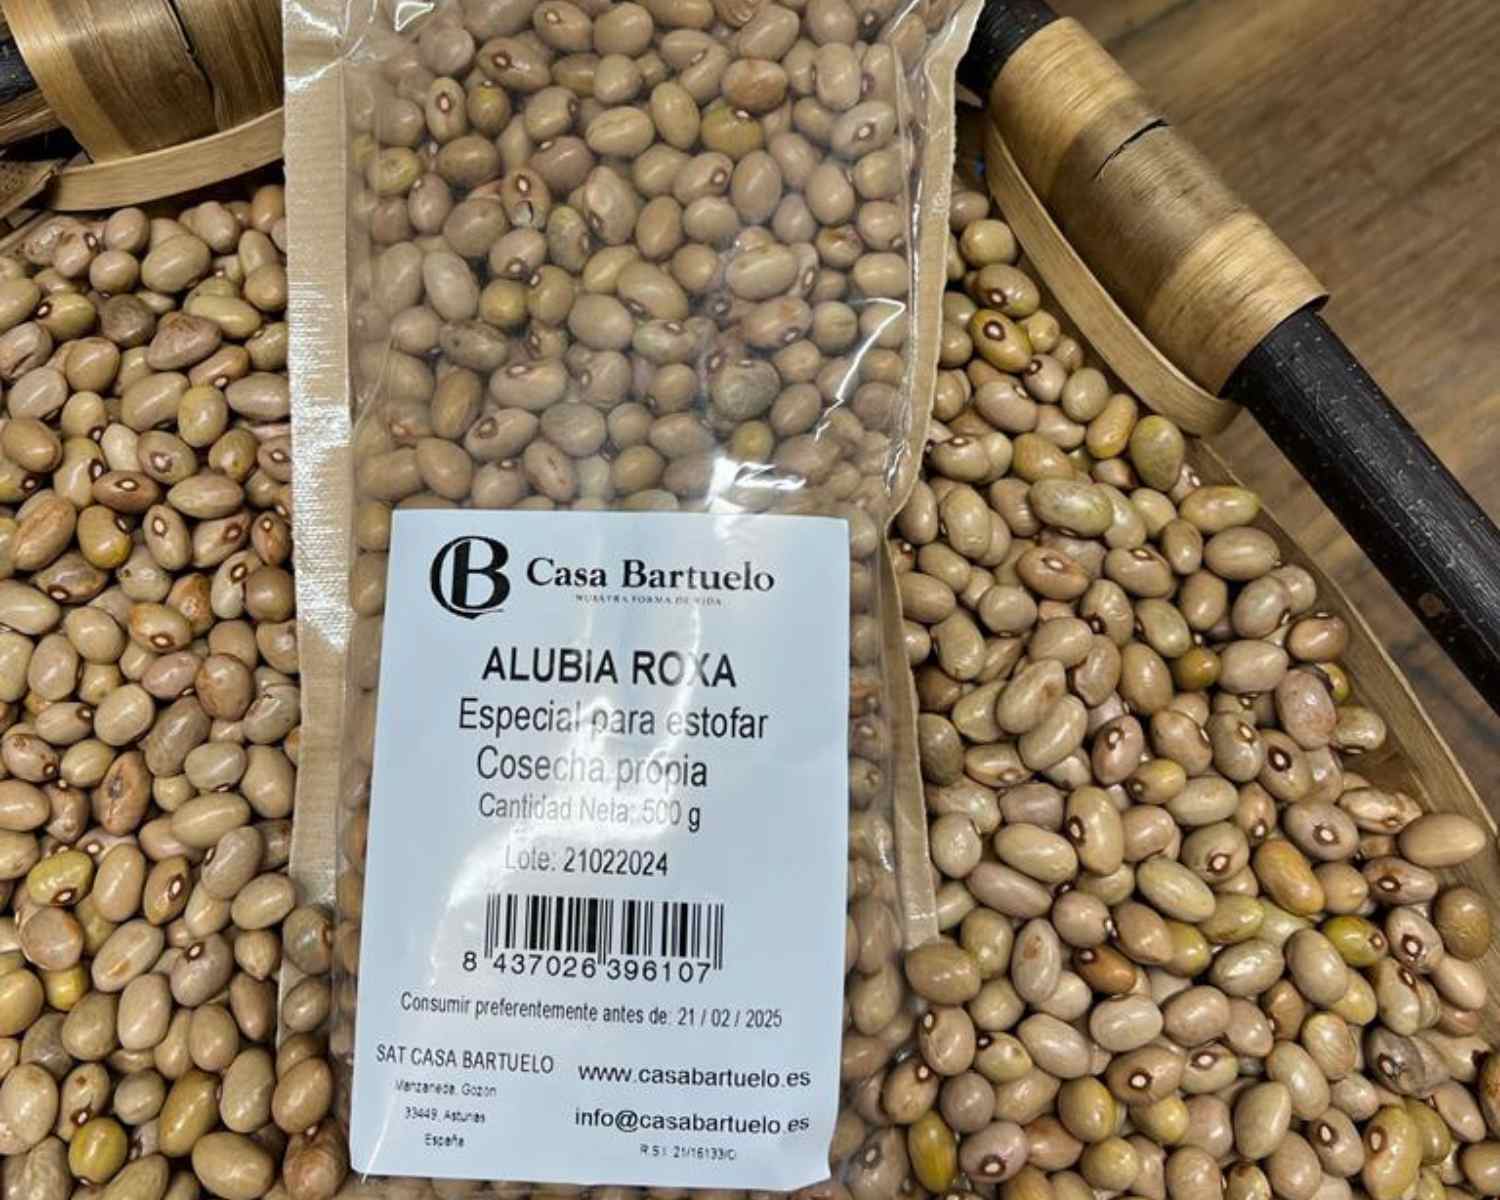 B Casa Bartuelo
NUESTRA FORMA DE VIDA
ALUBIA ROXA
Especial para estofar
Cosecha própia
Cantidad Neta: 500 g
Lote: 21022024
8 437026 396107
Consumir preferentemente antes de: 21 / 02 / 2025
SAT CASA BARTUELO
Manzaneda, Gozon
33449, Asturias
España
www.casabartuelo.es
info@casabartuelo.es
R.S.I. 21/16133/O